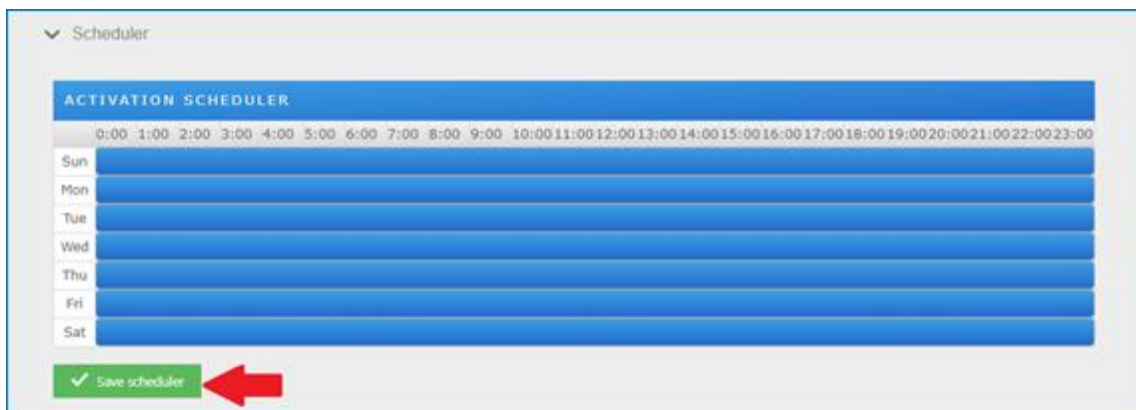 Scheduler
ACTIVATION SCHEDULER
0:00 1:00 2:00 3:00 4:00 5:00 6:00 7:00 8:00 9:00 10:00 11:00 12:00 13:00 14:00 15:00 16:00 17:00 18:00 19:00 20:00 21:00 22:00 23:00
Sun
Mon
Tue
Wed
Thu
Fri
Sat
Save scheduler